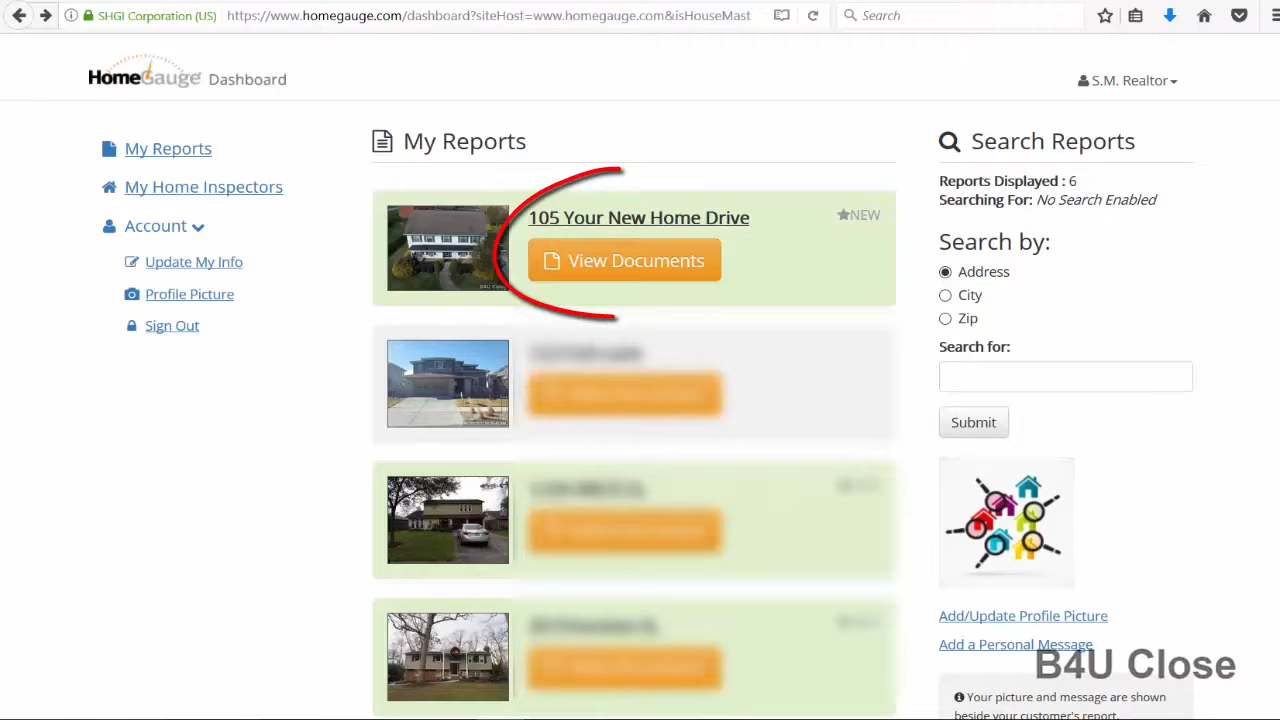 SHGI Corporation (US) https://www.homegauge.com/dashboard?siteHost=www.homegauge.com&isHouseMast Search
HomeGauge Dashboard
S.M. Realtor
My Reports
My Home Inspectors
Account
Update My Info
Profile Picture
Sign Out
My Reports
105 Your New Home Drive
NEW
View Documents
Search Reports
Reports Displayed : 6
Searching For: No Search Enabled
Search by:
Address
City
Zip
Search for:
Submit
Add/Update Profile Picture
Add a Personal Message
B4U Close
Your picture and message are shown
beside your customer's report.